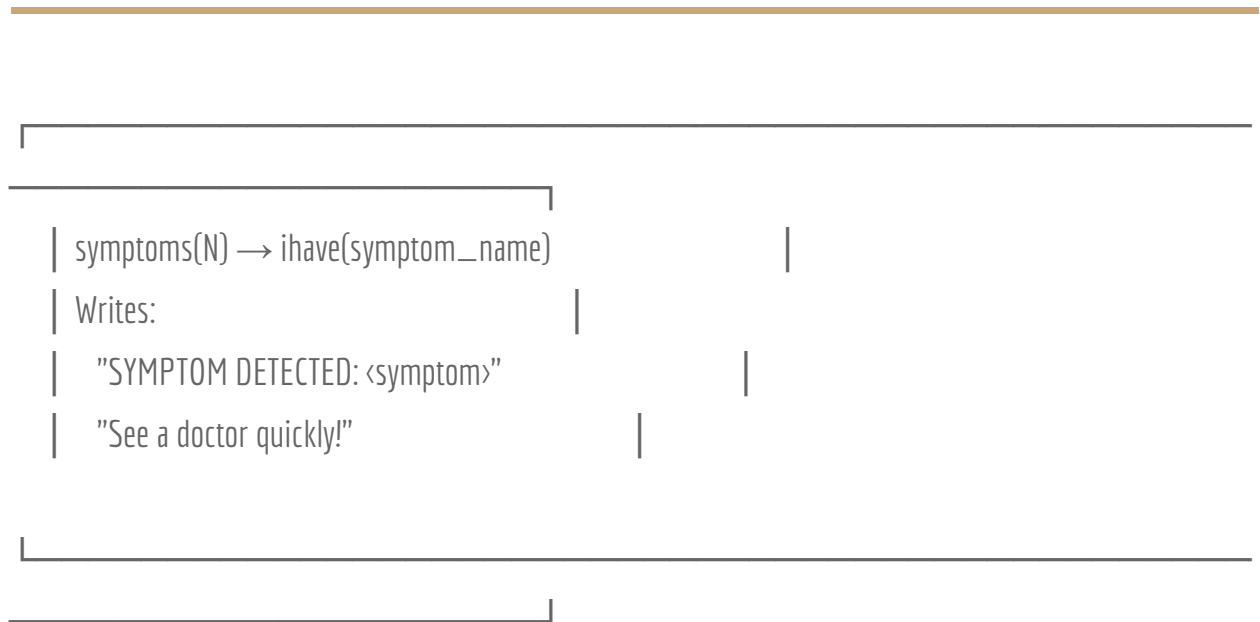 symptoms(N) → ihave(symptom_name)
Writes:
"SYMPTOM DETECTED: <symptom>"
"See a doctor quickly!"